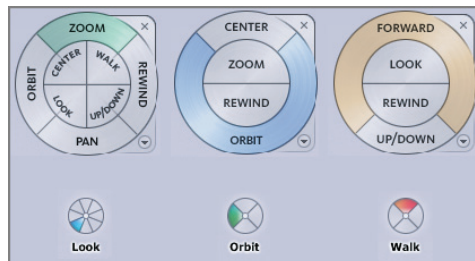 ZOOM
ORBIT
CENTER
WALK
REWIND
LOOK
UP/DOWN
PAN
CENTER
ZOOM
REWIND
ORBIT
FORWARD
LOOK
REWIND
UP/DOWN
Look
Orbit
Walk